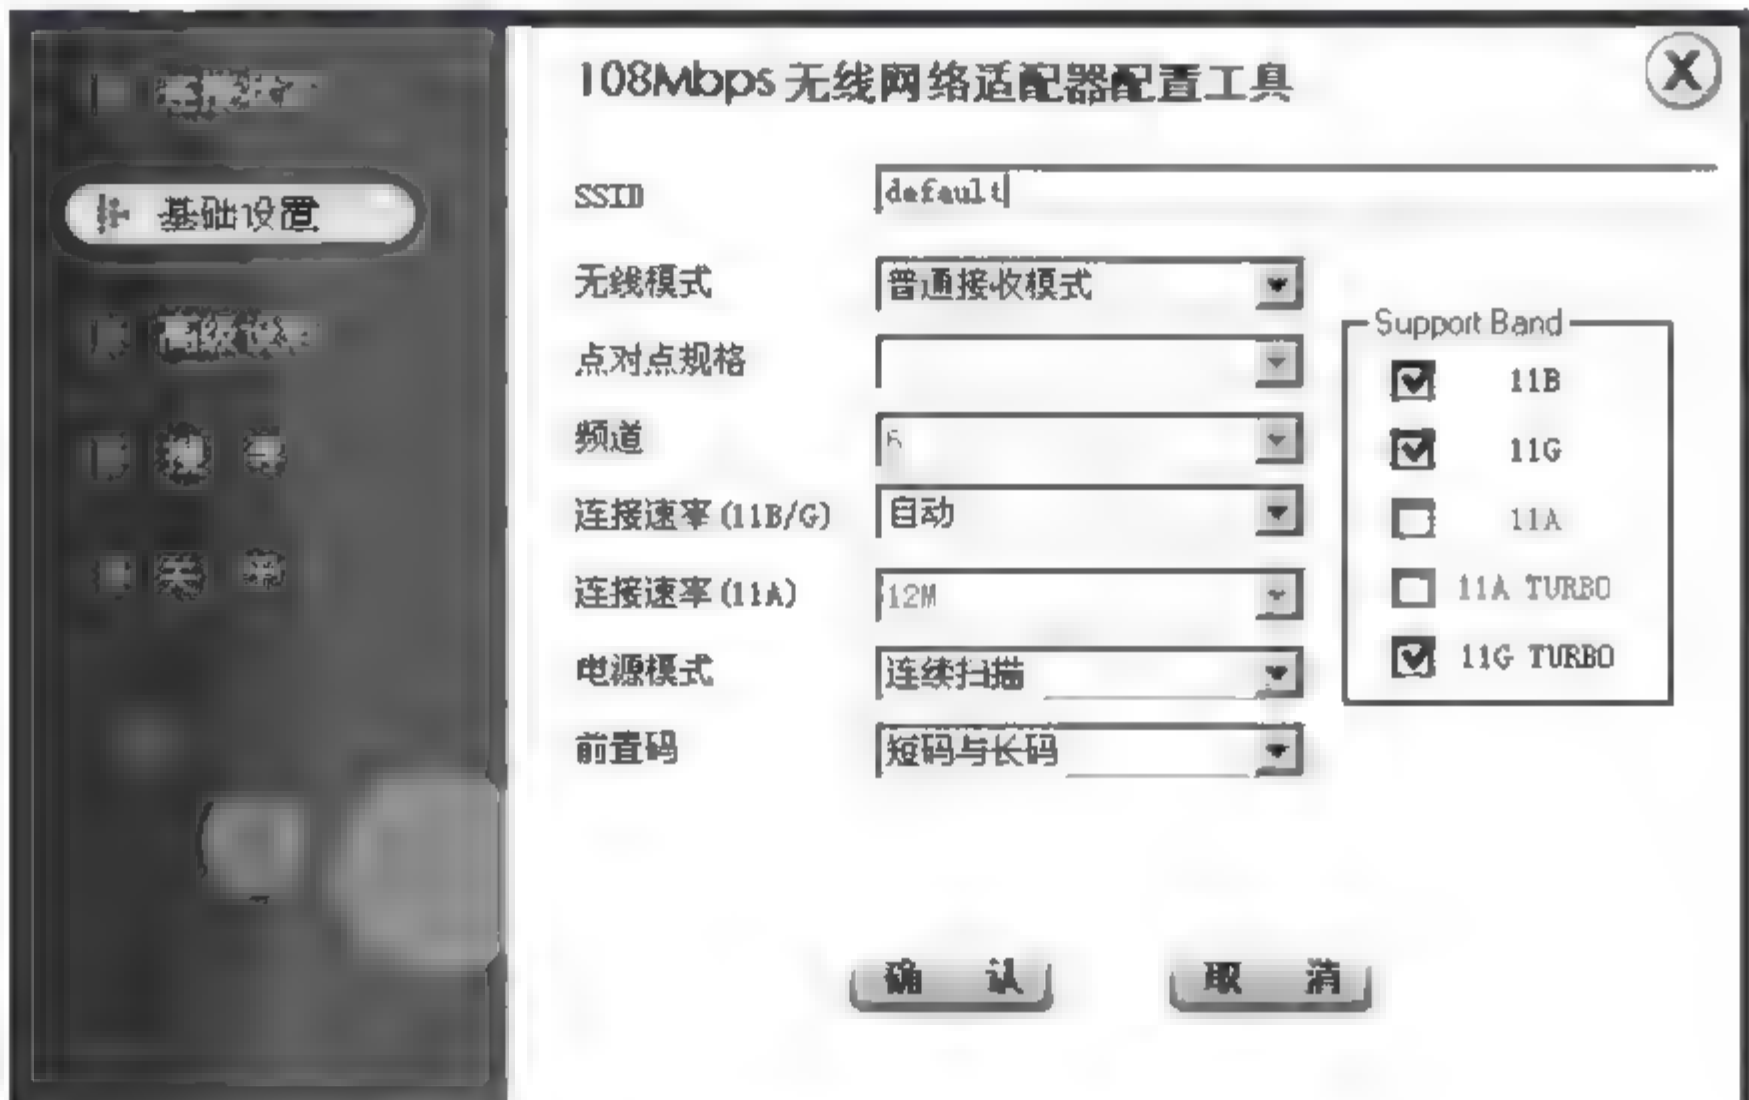 108Mbps 无线网络适配器配置工具
X
基础设置
SSID default
无线模式 普通接收模式
点对点规格
频道 6
连接速率(11B/G) 自动
连接速率(11A) 12M
电源模式 连续扫描
前置码 短码与长码
Support Band
11B
11G
11A
11A TURBO
11G TURBO
确 认
取 消